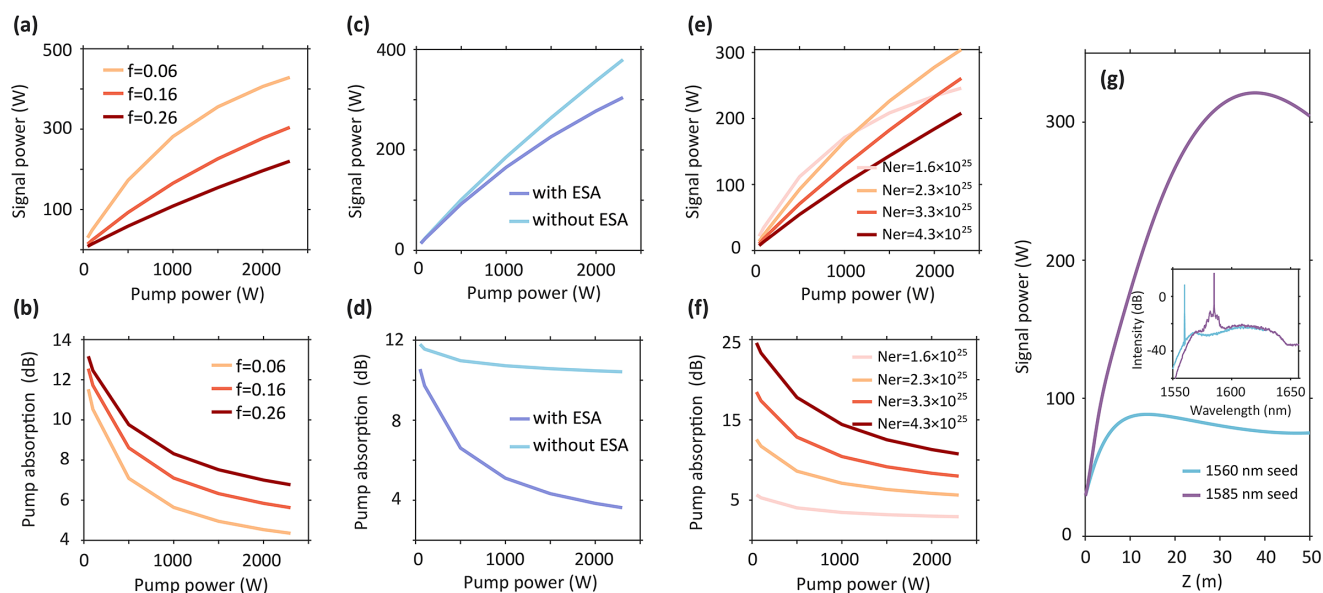 (a)
500
300
100
0
1000
2000
Signal power (W)
Pump power (W)
f=0.06
f=0.16
f=0.26
(b)
14
12
10
8
6
4
0
1000
2000
Pump absorption (dB)
Pump power (W)
f=0.06
f=0.16
f=0.26
(c)
400
200
0
0
1000
2000
Signal power (W)
Pump power (W)
with ESA
without ESA
(d)
12
8
4
0
1000
2000
Pump absorption (dB)
Pump power (W)
with ESA
without ESA
(e)
300
200
100
0
0
1000
2000
Signal power (W)
Pump power (W)
Ner=1.6×10²⁵
Ner=2.3×10²⁵
Ner=3.3×10²⁵
Ner=4.3×10²⁵
(f)
25
20
15
10
5
0
1000
2000
Pump absorption (dB)
Pump power (W)
Ner=1.6×10²⁵
Ner=2.3×10²⁵
Ner=3.3×10²⁵
Ner=4.3×10²⁵
(g)
300
200
100
0
0
10
20
30
40
50
Signal power (W)
Z (m)
1560 nm seed
1585 nm seed
0
-40
1550
1600
1650
Intensity (dB)
Wavelength (nm)